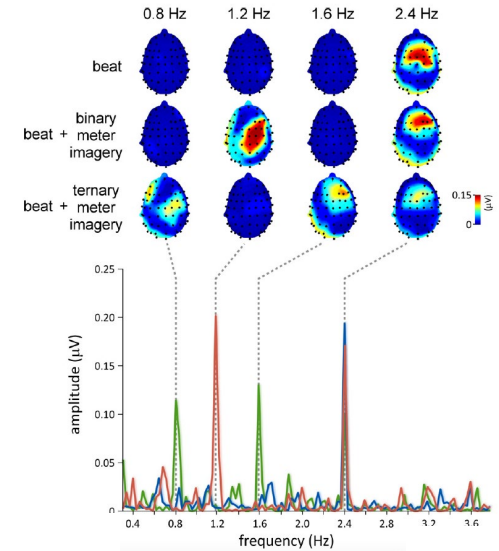 0.8 Hz 1.2 Hz 1.6 Hz 2.4 Hz
beat
binary
beat + meter
imagery
ternary
beat + meter
imagery
0.15
(μV)
0
0.25
0.20
0.15
0.10
0.05
0
amplitude (μV)
0.4 0.8 1.2 1.6 2.0 2.4 2.8 3.2 3.6
frequency (Hz)